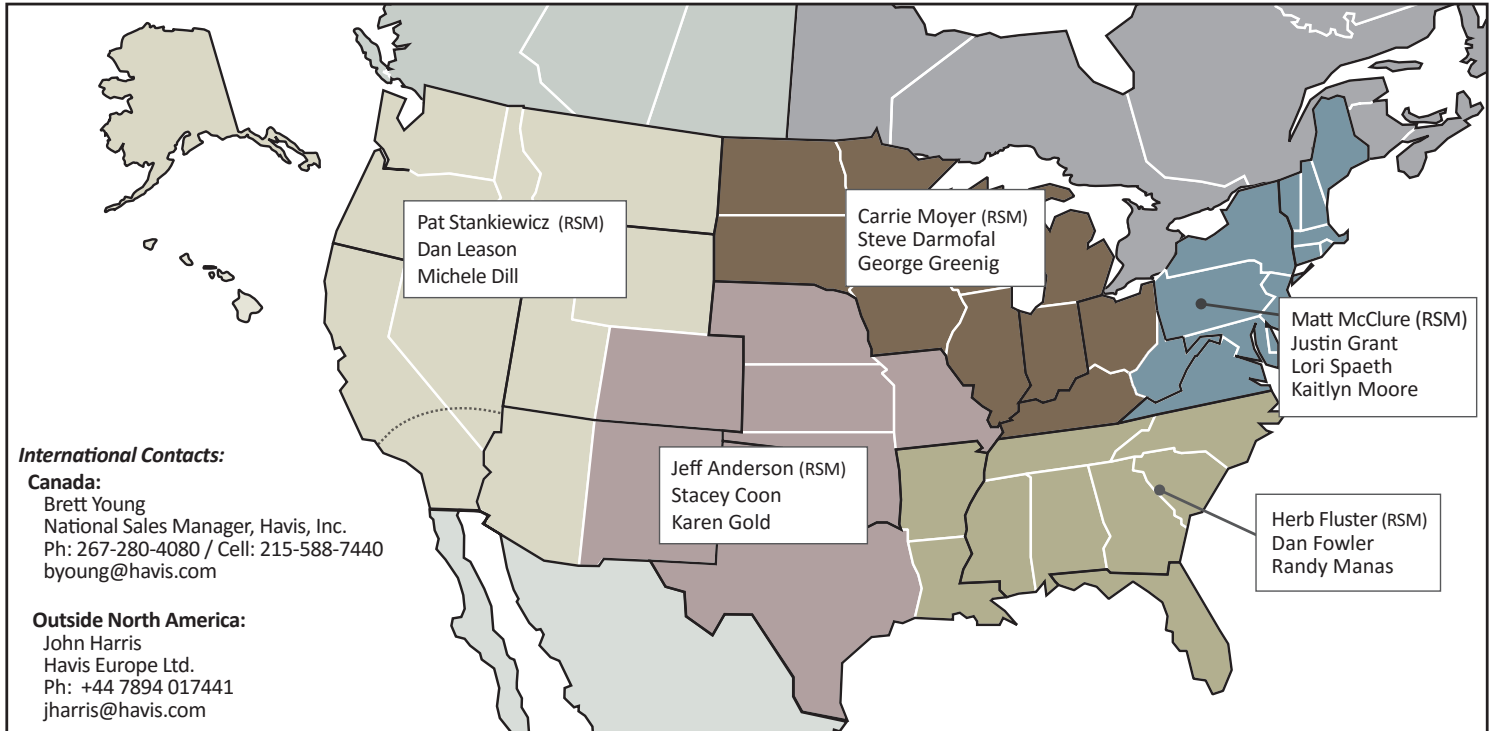 Pat Stankiewicz (RSM)
Dan Leason
Michele Dill
Carrie Moyer (RSM)
Steve Darmofal
George Greenig
Matt McClure (RSM)
Justin Grant
Lori Spaeth
Kaitlyn Moore
Jeff Anderson (RSM)
Stacey Coon
Karen Gold
Herb Fluster (RSM)
Dan Fowler
Randy Manas
International Contacts:
Canada:
Brett Young
National Sales Manager, Havis, Inc.
Ph: 267-280-4080 / Cell: 215-588-7440
byoung@havis.com
Outside North America:
John Harris
Havis Europe Ltd.
Ph: +44 7894 017441
jharris@havis.com